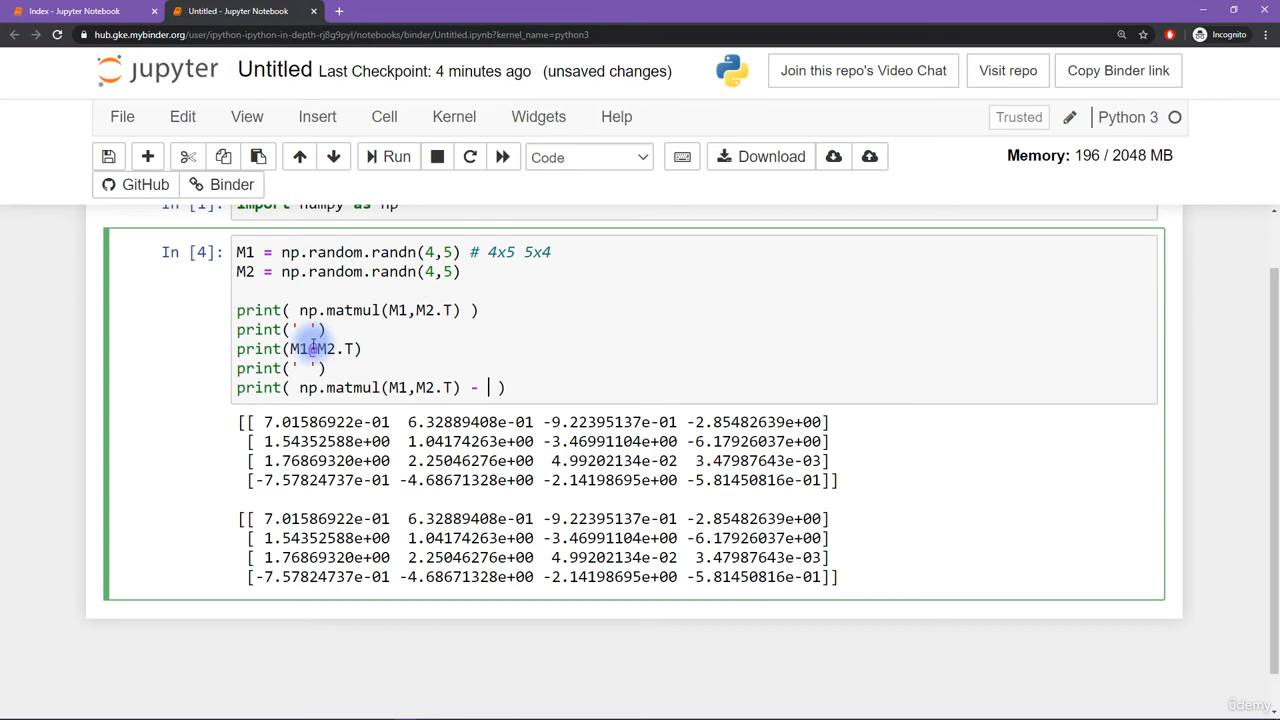 Index - Jupyter Notebook
Untitled - Jupyter Notebook
hub.gke.mybinder.org/user/ipython-ipython-in-depth-rj8g9pyl/notebooks/binder/Untitled.ipynb?kernel_name=python3
Incognito
jupyter Untitled Last Checkpoint: 4 minutes ago (unsaved changes)
Join this repo's Video Chat Visit repo Copy Binder link
File Edit View Insert Cell Kernel Widgets Help
Trusted Python 3
Run Code Download Memory: 196 / 2048 MB
GitHub Binder
In [1]: import numpy as np
In [4]: M1 = np.random.randn(4,5) # 4x5 5x4
M2 = np.random.randn(4,5)
print( np.matmul(M1,M2.T) )
print(' ')
print(M1@M2.T)
print(' ')
print( np.matmul(M1,M2.T) - )
[[ 7.01586922e-01 6.32889408e-01 -9.22395137e-01 -2.85482639e+00]
[ 1.54352588e+00 1.04174263e+00 -3.46991104e+00 -6.17926037e+00]
[ 1.76869320e+00 2.25046276e+00 4.99202134e-02 3.47987643e-03]
[-7.57824737e-01 -4.68671328e+00 -2.14198695e+00 -5.81450816e-01]]
[[ 7.01586922e-01 6.32889408e-01 -9.22395137e-01 -2.85482639e+00]
[ 1.54352588e+00 1.04174263e+00 -3.46991104e+00 -6.17926037e+00]
[ 1.76869320e+00 2.25046276e+00 4.99202134e-02 3.47987643e-03]
[-7.57824737e-01 -4.68671328e+00 -2.14198695e+00 -5.81450816e-01]]
ûdemy